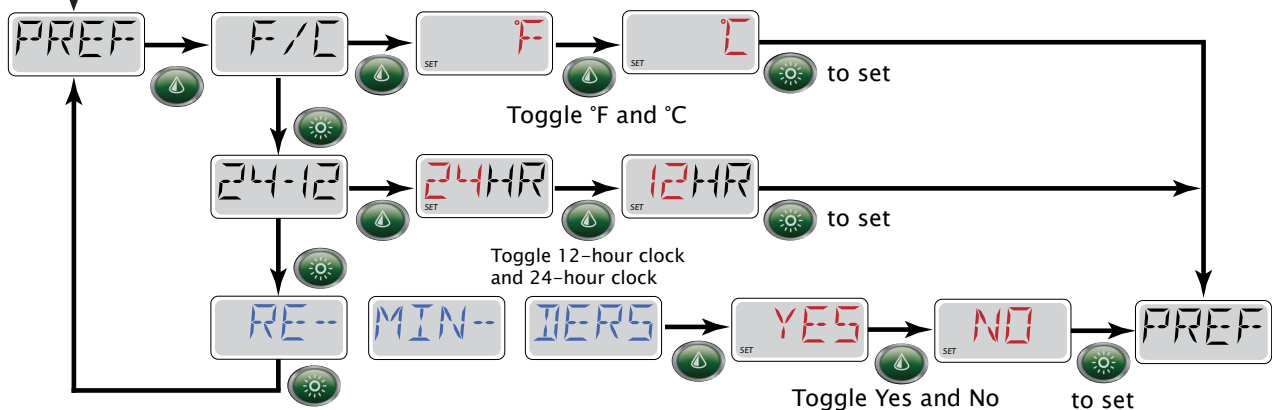 PREF F/C °F SET °C SET to set
Toggle °F and °C
24-12 24HR SET 12HR SET to set
Toggle 12-hour clock
and 24-hour clock
RE-- MIN-- DERS YES SET NO SET PREF
Toggle Yes and No to set